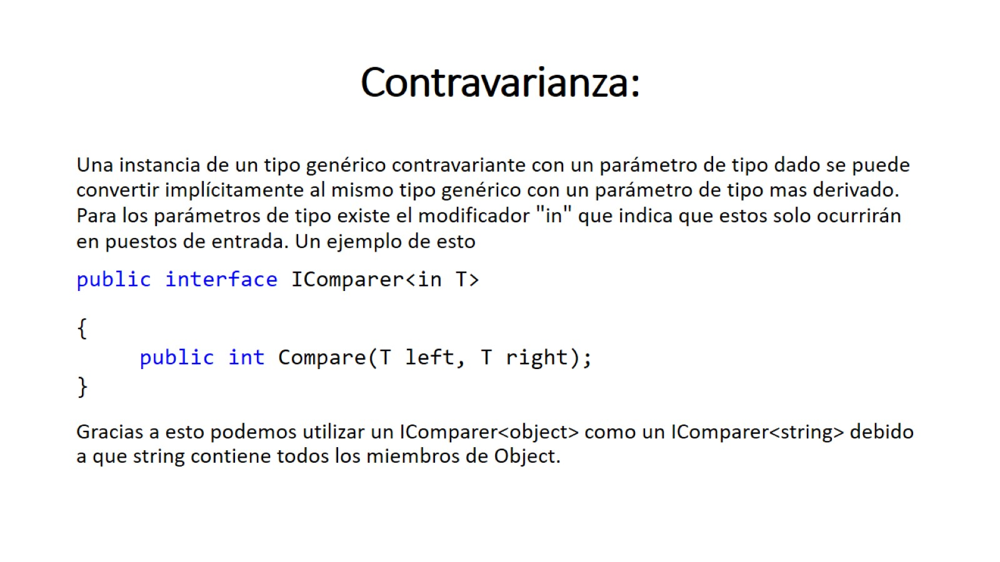 Contravarianza:
Una instancia de un tipo genérico contravariante con un parámetro de tipo dado se puede
convertir implícitamente al mismo tipo genérico con un parámetro de tipo mas derivado.
Para los parámetros de tipo existe el modificador "in" que indica que estos solo ocurrirán
en puestos de entrada. Un ejemplo de esto
public interface IComparer<in T>
{
public int Compare(T left, T right);
}
Gracias a esto podemos utilizar un IComparer<object> como un IComparer<string> debido
a que string contiene todos los miembros de Object.